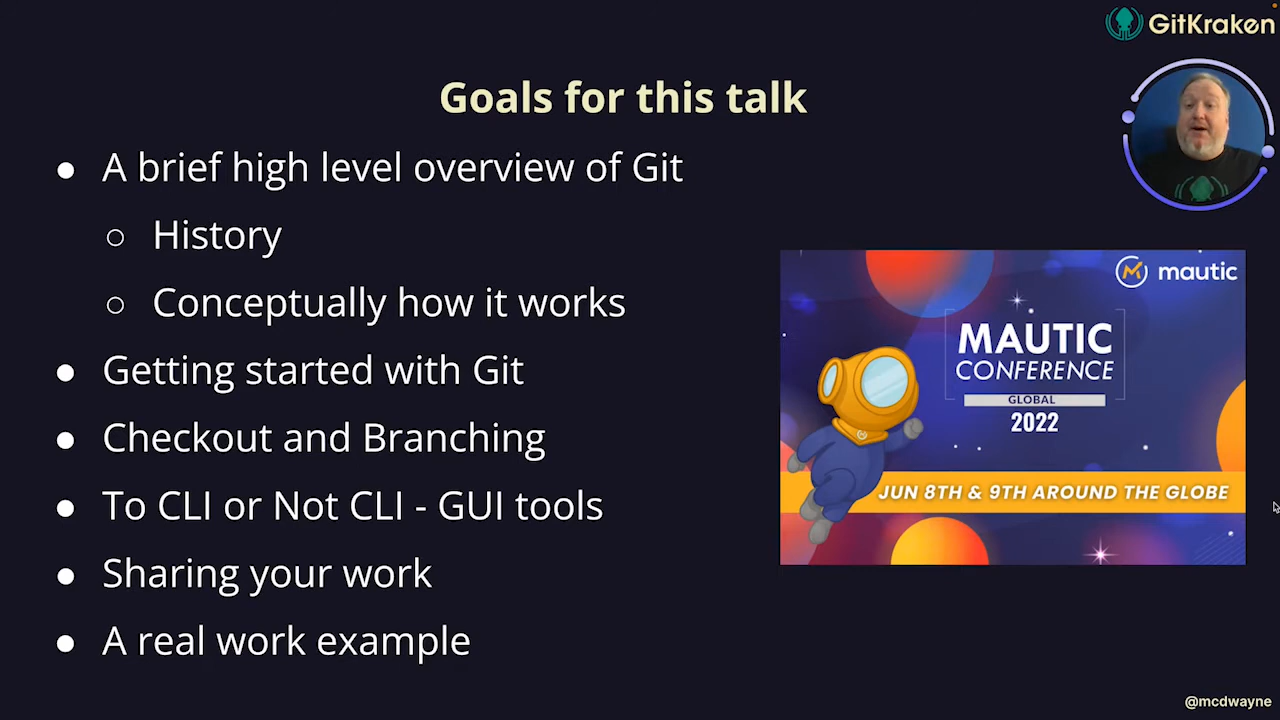 GitKraken
Goals for this talk
● A brief high level overview of Git
○ History
○ Conceptually how it works
● Getting started with Git
● Checkout and Branching
● To CLI or Not CLI - GUI tools
● Sharing your work
● A real work example
mautic
MAUTIC
CONFERENCE
GLOBAL
2022
JUN 8TH & 9TH AROUND THE GLOBE
@mcdwayne